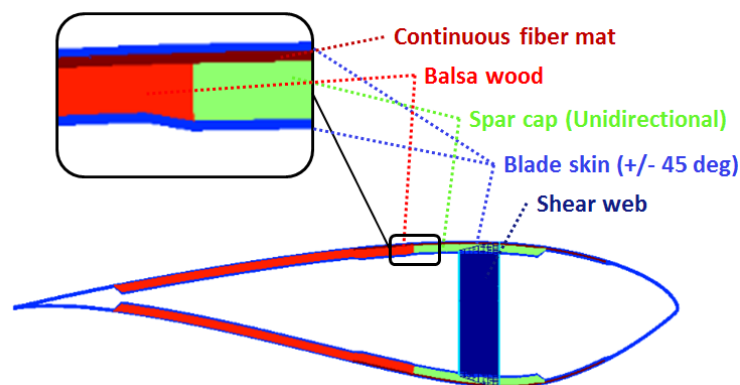 Continuous fiber mat
Balsa wood
Spar cap (Unidirectional)
Blade skin (+/- 45 deg)
Shear web